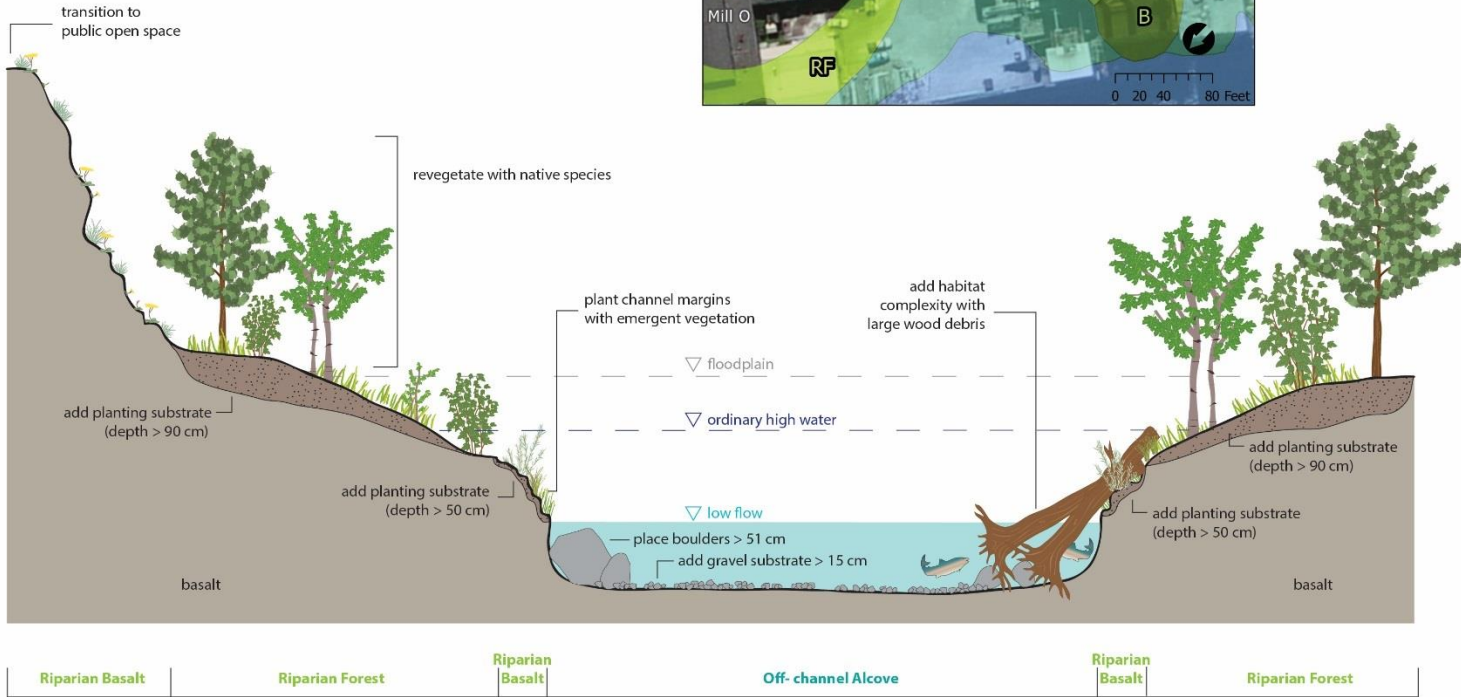 transition to
public open space
Mill O
RF
B
0 20 40 80 Feet
revegetate with native species
plant channel margins
with emergent vegetation
add habitat
complexity with
large wood debris
floodplain
ordinary high water
low flow
add planting substrate
(depth > 90 cm)
add planting substrate
(depth > 50 cm)
add planting substrate
(depth > 90 cm)
add planting substrate
(depth > 50 cm)
place boulders > 51 cm
add gravel substrate > 15 cm
basalt
basalt
Riparian Basalt
Riparian Forest
Riparian
Basalt
Off- channel Alcove
Riparian
Basalt
Riparian Forest